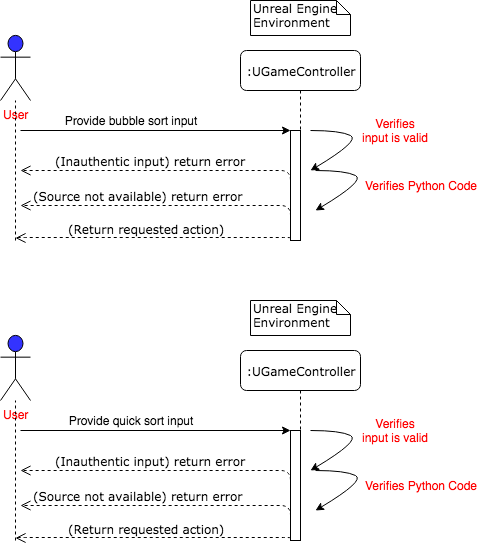 Unreal Engine
Environment
:UGameController
User
Provide bubble sort input
Verifies
input is valid
(Inauthentic input) return error
Verifies Python Code
(Source not available) return error
(Return requested action)
Unreal Engine
Environment
:UGameController
User
Provide quick sort input
Verifies
input is valid
(Inauthentic input) return error
Verifies Python Code
(Source not available) return error
(Return requested action)